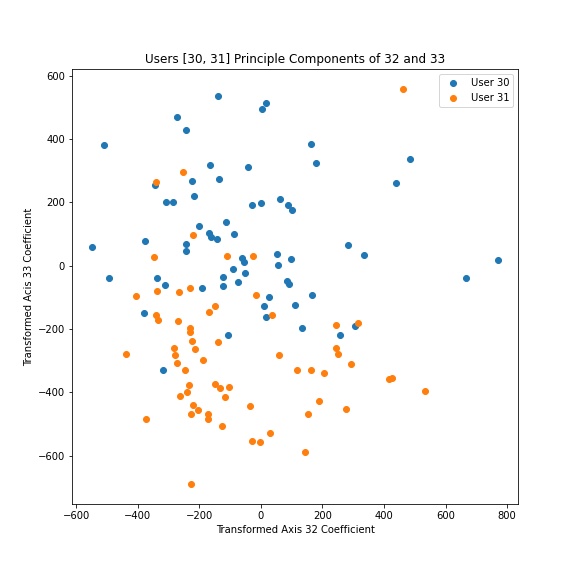 Users [30, 31] Principle Components of 32 and 33
User 30
User 31
Transformed Acis 33 Coefficient
600
400
200
0
−200
−400
−600
−600 −400 −200 0 200 400 600 800
Transformed Axis 32 Coefficient